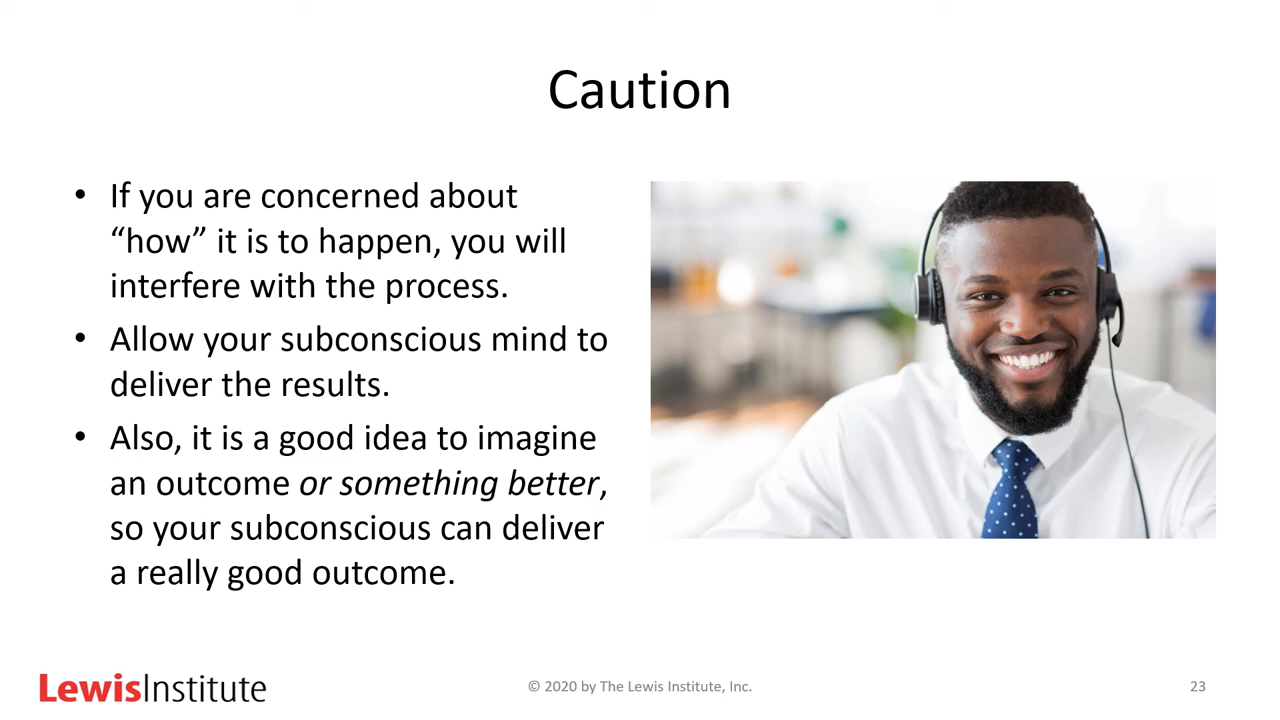 Caution
• If you are concerned about
“how” it is to happen, you will
interfere with the process.
• Allow your subconscious mind to
deliver the results.
• Also, it is a good idea to imagine
an outcome or something better,
so your subconscious can deliver
a really good outcome.
LewisInstitute
© 2020 by The Lewis Institute, Inc.
23